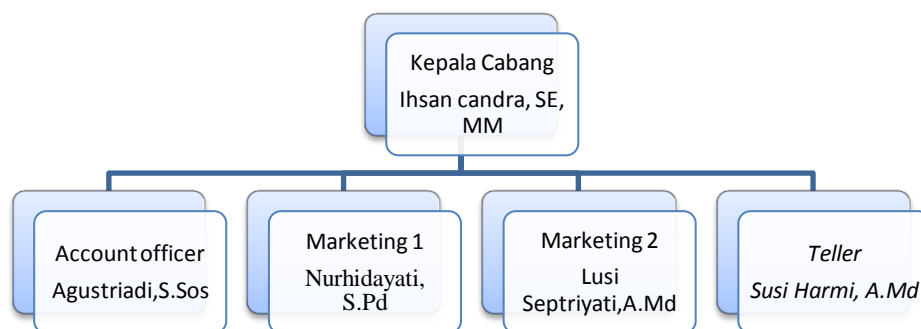 Kepala Cabang
Ihsan candra, SE,
MM
Account officer
Agustriadi,S.Sos
Marketing 1
Nurhidayati,
S.Pd
Marketing 2
Lusi
Septriyati,A.Md
Teller
Susi Harmi, A.Md